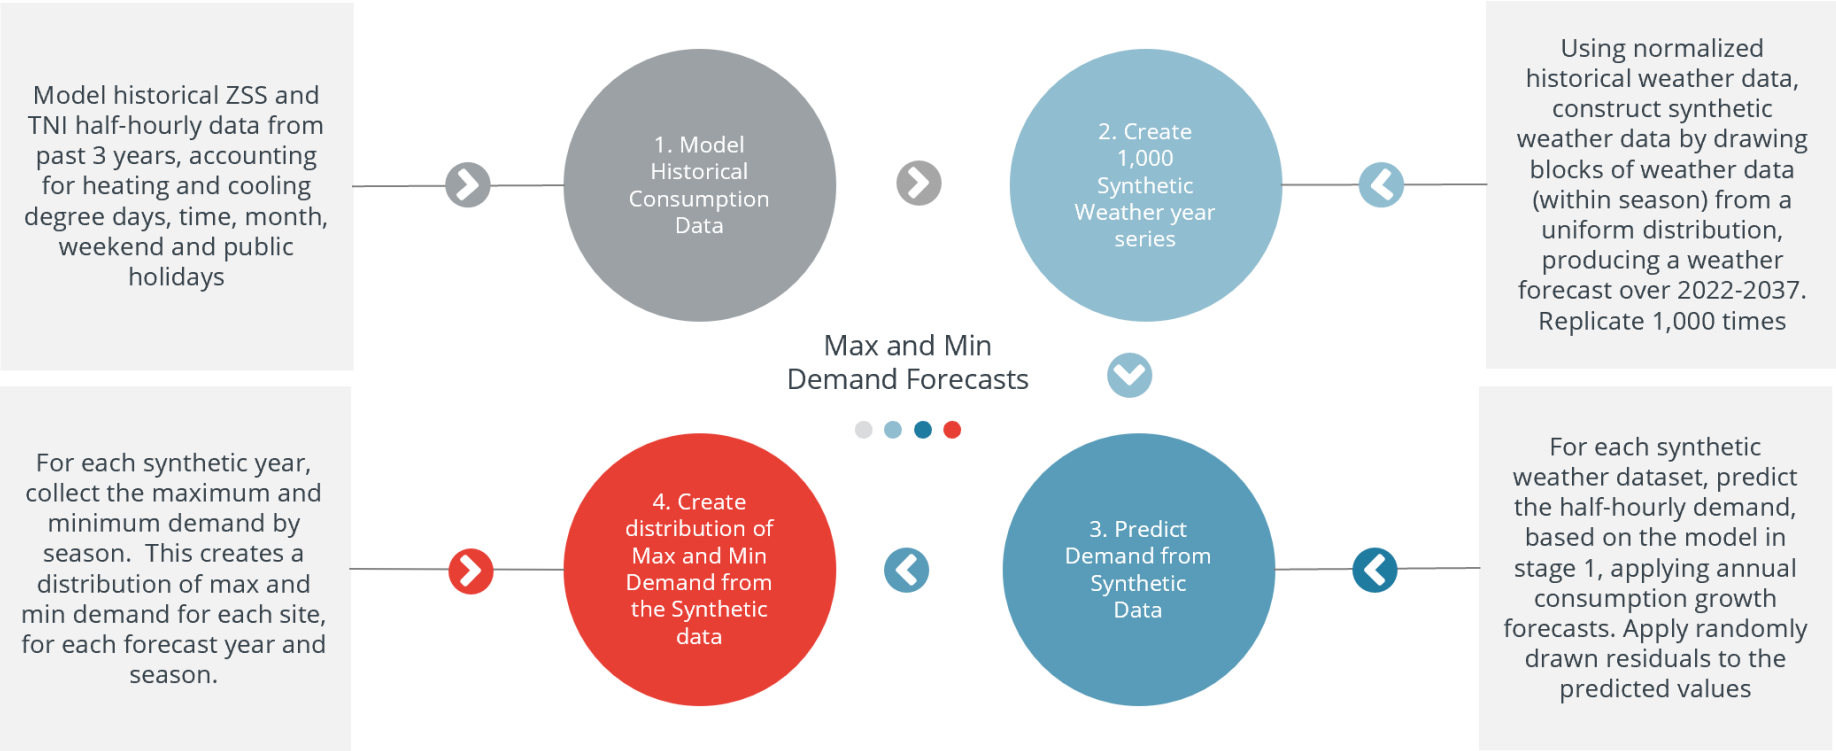 Model historical ZSS and
TNI half-hourly data from
past 3 years, accounting
for heating and cooling
degree days, time, month,
weekend and public
holidays
1. Model
Historical
Consumption
Data
2. Create
1,000
Synthetic
Weather year
series
Using normalized
historical weather data,
construct synthetic
weather data by drawing
blocks of weather data
(within season) from a
uniform distribution,
producing a weather
forecast over 2022-2037.
Replicate 1,000 times
Max and Min
Demand Forecasts
For each synthetic year,
collect the maximum and
minimum demand by
season.  This creates a
distribution of max and
min demand for each site,
for each forecast year and
season.
4. Create
distribution of
Max and Min
Demand from
the Synthetic
data
3. Predict
Demand from
Synthetic
Data
For each synthetic
weather dataset, predict
the half-hourly demand,
based on the model in
stage 1, applying annual
consumption growth
forecasts. Apply randomly
drawn residuals to the
predicted values